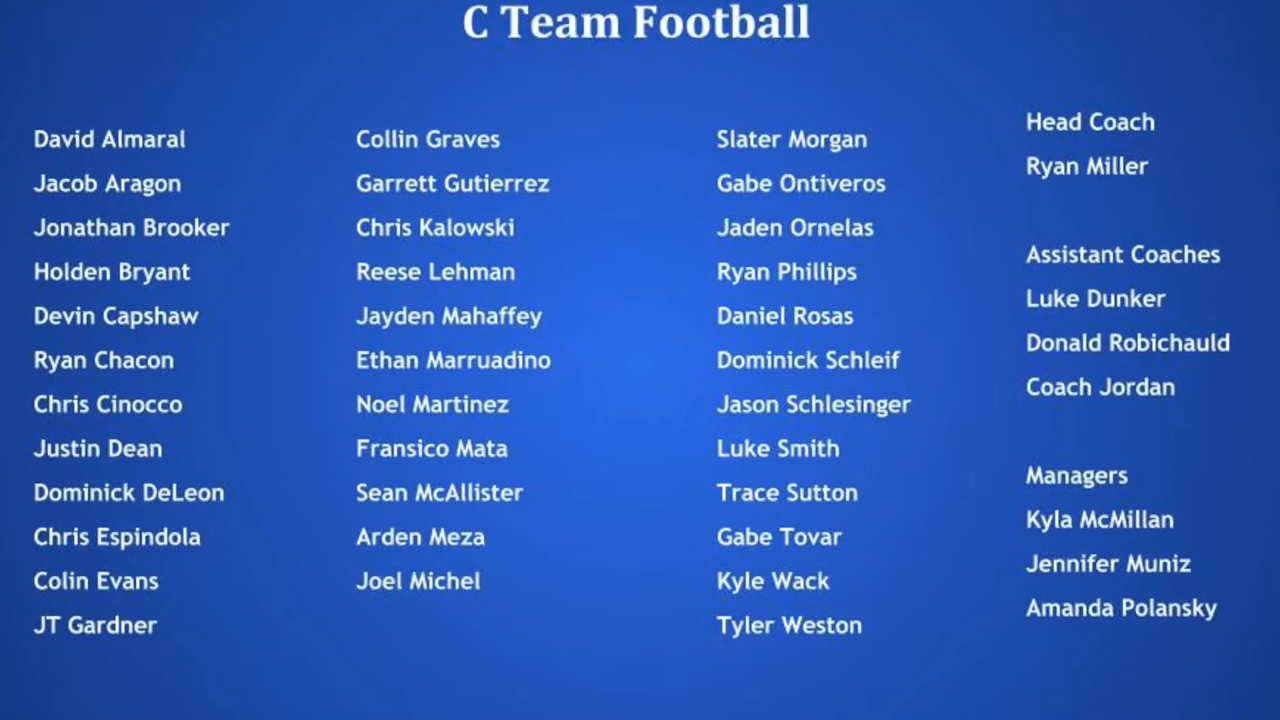 C Team Football
David Almaral
Jacob Aragon
Jonathan Brooker
Holden Bryant
Devin Capshaw
Ryan Chacon
Chris Cinocco
Justin Dean
Dominick DeLeon
Chris Espindola
Colin Evans
JT Gardner
Collin Graves
Garrett Gutierrez
Chris Kalowski
Reese Lehman
Jayden Mahaffey
Ethan Marruadino
Noel Martinez
Fransico Mata
Sean McAllister
Arden Meza
Joel Michel
Slater Morgan
Gabe Ontiveros
Jaden Ornelas
Ryan Phillips
Daniel Rosas
Dominick Schleif
Jason Schlesinger
Luke Smith
Trace Sutton
Gabe Tovar
Kyle Wack
Tyler Weston
Head Coach
Ryan Miller
Assistant Coaches
Luke Dunker
Donald Robichauld
Coach Jordan
Managers
Kyla McMillan
Jennifer Muniz
Amanda Polansky